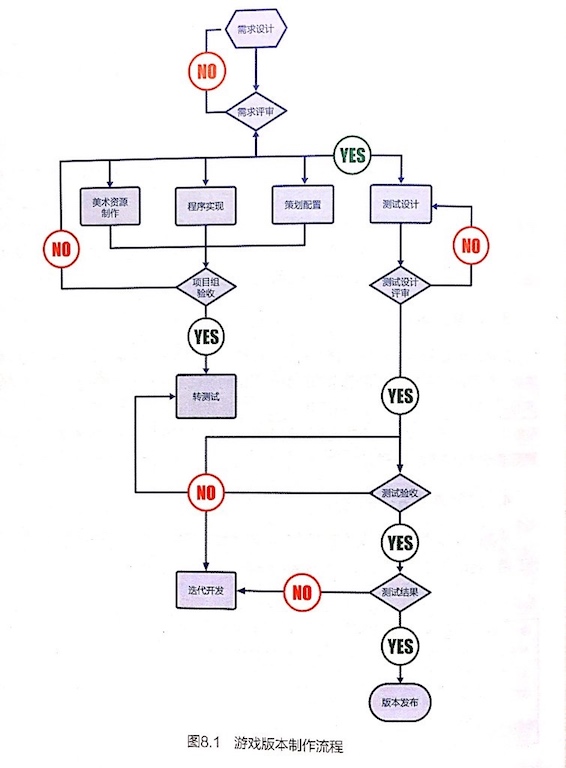 需求设计
NO
需求评审
YES
美术资源
制作
程序实现
策划配置
测试设计
NO
NO
项目组
验收
测试设计
评审
YES
转测试
YES
NO
测试验收
YES
迭代开发
NO
测试结果
YES
版本发布
图8.1 游戏版本制作流程